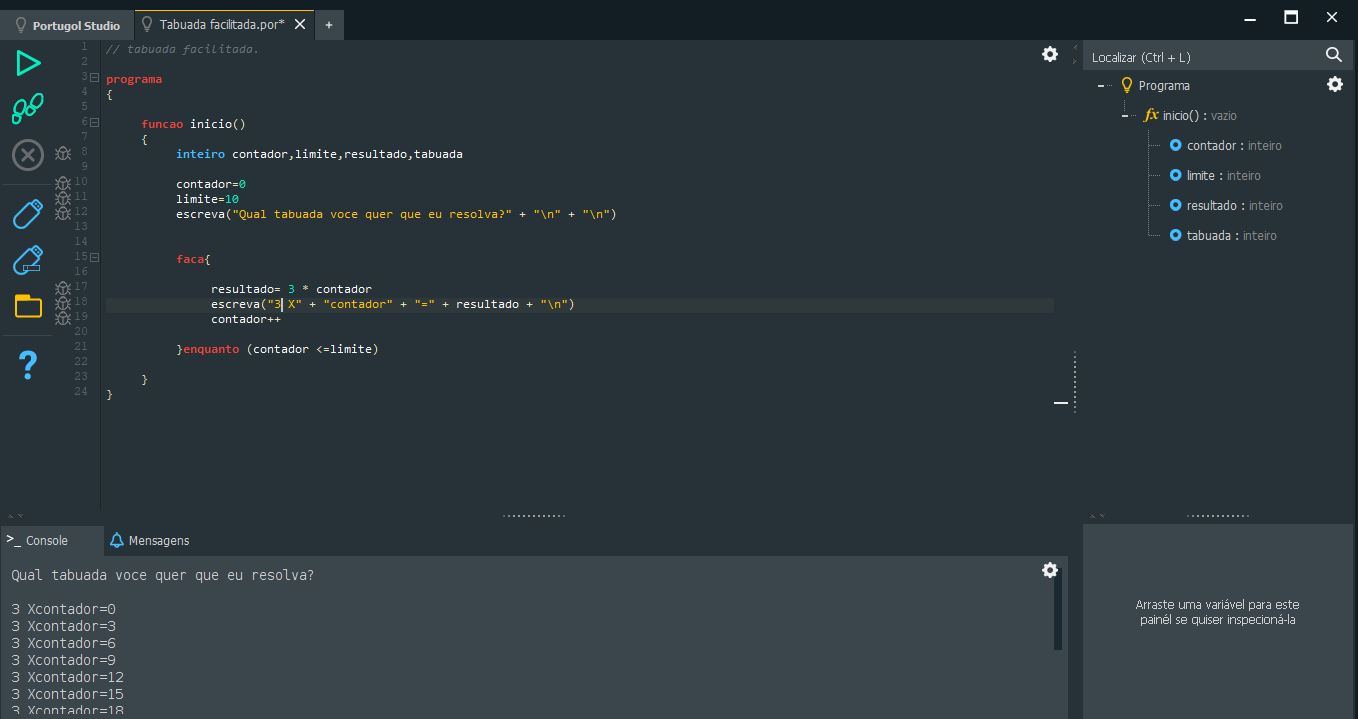 Portugol Studio
Tabuada facilitada.por*
+
1 // tabuada facilitada.
2
3 programa
4 {
5
6 funcao inicio()
7 {
8 inteiro contador,limite,resultado,tabuada
9
10 contador=0
11 limite=10
12 escreva("Qual tabuada voce quer que eu resolva?" + "\n" + "\n")
13
14
15 faca{
16
17 resultado= 3 * contador
18 escreva("3 X" + "contador" + "=" + resultado + "\n")
19 contador++
20
21 }enquanto (contador <=limite)
22
23 }
24 }
Localizar (Ctrl + L)
Programa
fx inicio() : vazio
contador : inteiro
limite : inteiro
resultado : inteiro
tabuada : inteiro
>_ Console
Mensagens
Qual tabuada voce quer que eu resolva?
3 Xcontador=0
3 Xcontador=3
3 Xcontador=6
3 Xcontador=9
3 Xcontador=12
3 Xcontador=15
3 Xcontador=18
Arraste uma variável para este
painél se quiser inspecioná-la